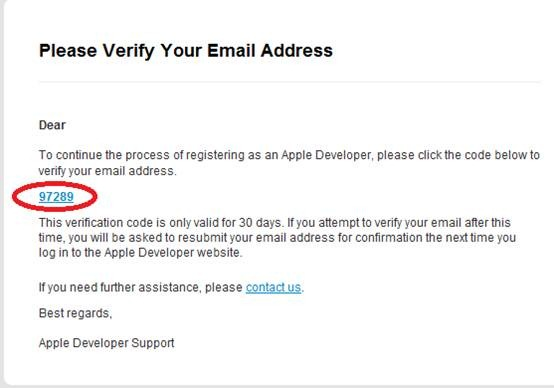 Please Verify Your Email Address
Dear
To continue the process of registering as an Apple Developer, please click the code below to
verify your email address.
97289
This verification code is only valid for 30 days. If you attempt to verify your email after this
time, you will be asked to resubmit your email address for confirmation the next time you
log in to the Apple Developer website.
If you need further assistance, please contact us.
Best regards,
Apple Developer Support